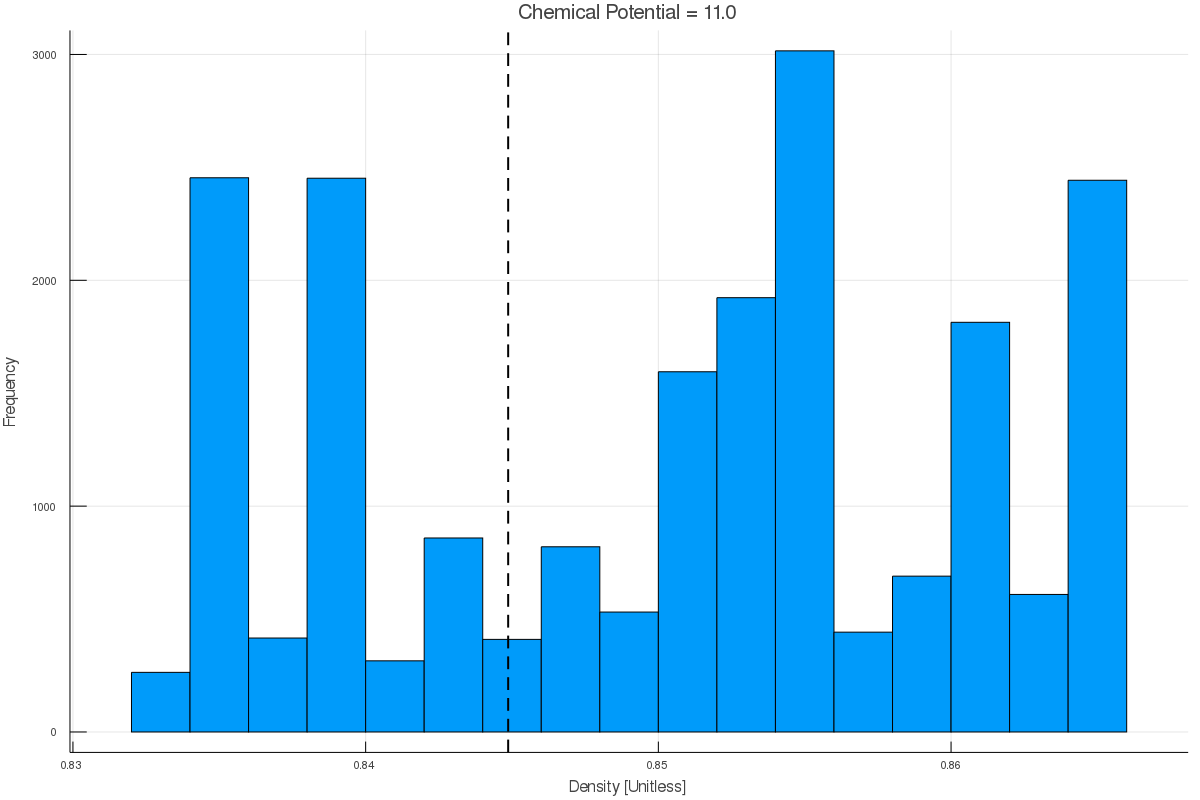 Chemical Potential = 11.0
3000
2000
1000
0
Frequency
0.83
0.84
0.85
0.86
Density [Unitless]